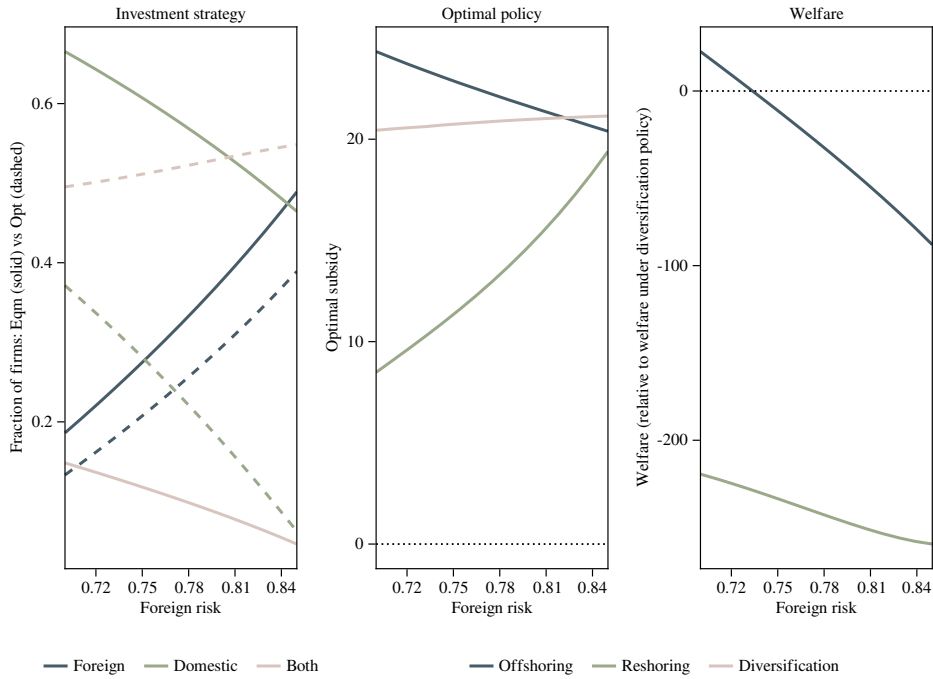 Investment strategy
Optimal policy
Welfare
Fraction of firms: Eqm (solid) vs Opt (dashed)
0.6
0.4
0.2
0.72 0.75 0.78 0.81 0.84
Foreign risk
Optimal subsidy
20
10
0
0.72 0.75 0.78 0.81 0.84
Foreign risk
Welfare (relative to welfare under diversification policy)
0
-100
-200
0.72 0.75 0.78 0.81 0.84
Foreign risk
Foreign Domestic Both
Offshoring Reshoring Diversification